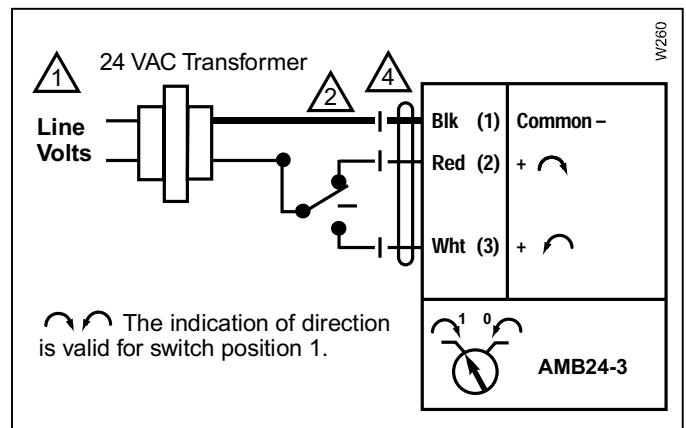 W260
1
24 VAC Transformer
2
4
Line
Volts
Blk (1) Common –
Red (2) +
Wht (3) +
The indication of direction
is valid for switch position 1.
1 0
AMB24-3